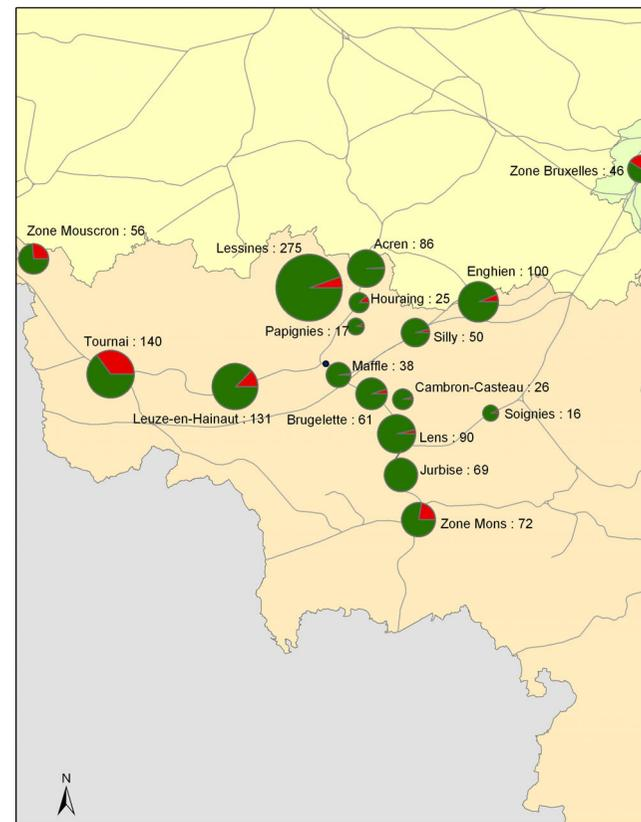 Zone Bruxelles : 46
Zone Mouscron : 56
Acren : 86
Lessines : 275
Enghien : 100
Houraing : 25
Papignies : 17
Silly : 50
Tournai : 140
Maffle : 38
Cambron-Casteau : 26
Leuze-en-Hainaut : 131
Brugelette : 61
Soignies : 16
Lens : 90
Jurbise : 69
Zone Mons : 72
N